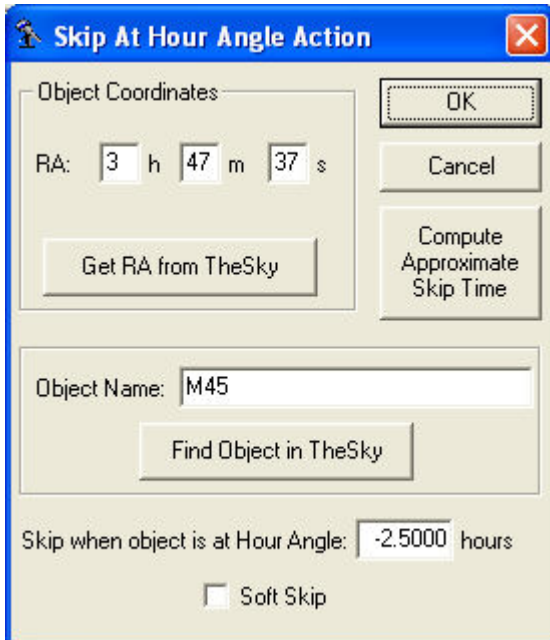 Skip At Hour Angle Action
Object Coordinates
RA: 3 h 47 m 37 s
Get RA from TheSky
OK
Cancel
Compute
Approximate
Skip Time
Object Name: M45
Find Object in TheSky
Skip when object is at Hour Angle: -2.5000 hours
Soft Skip